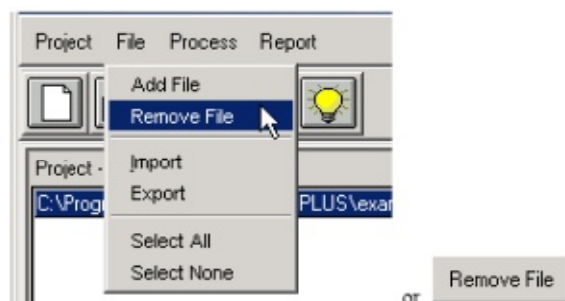 Project File Process Report
Add File
Remove File
Import
Export
Select All
Select None
Project -
C:\Prog
PLUS\exar
or
Remove File